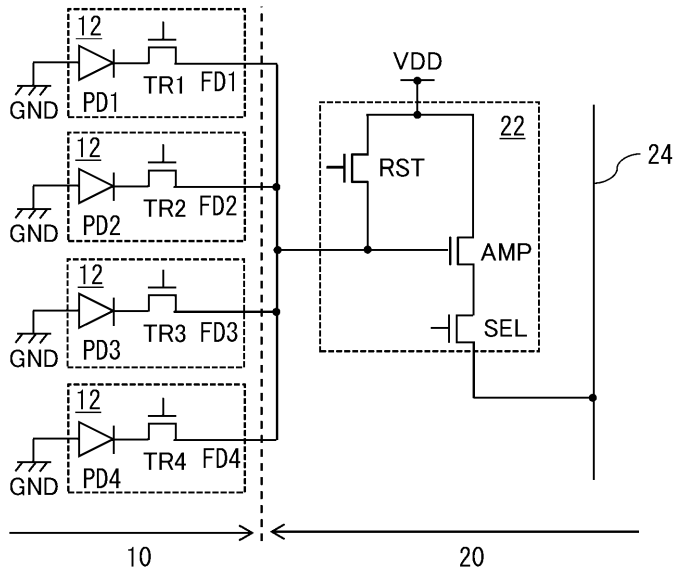 12
TR1
FD1
GND
PD1
12
TR2
FD2
GND
PD2
12
TR3
FD3
GND
PD3
12
TR4
FD4
GND
PD4
VDD
22
RST
AMP
SEL
24
10
20